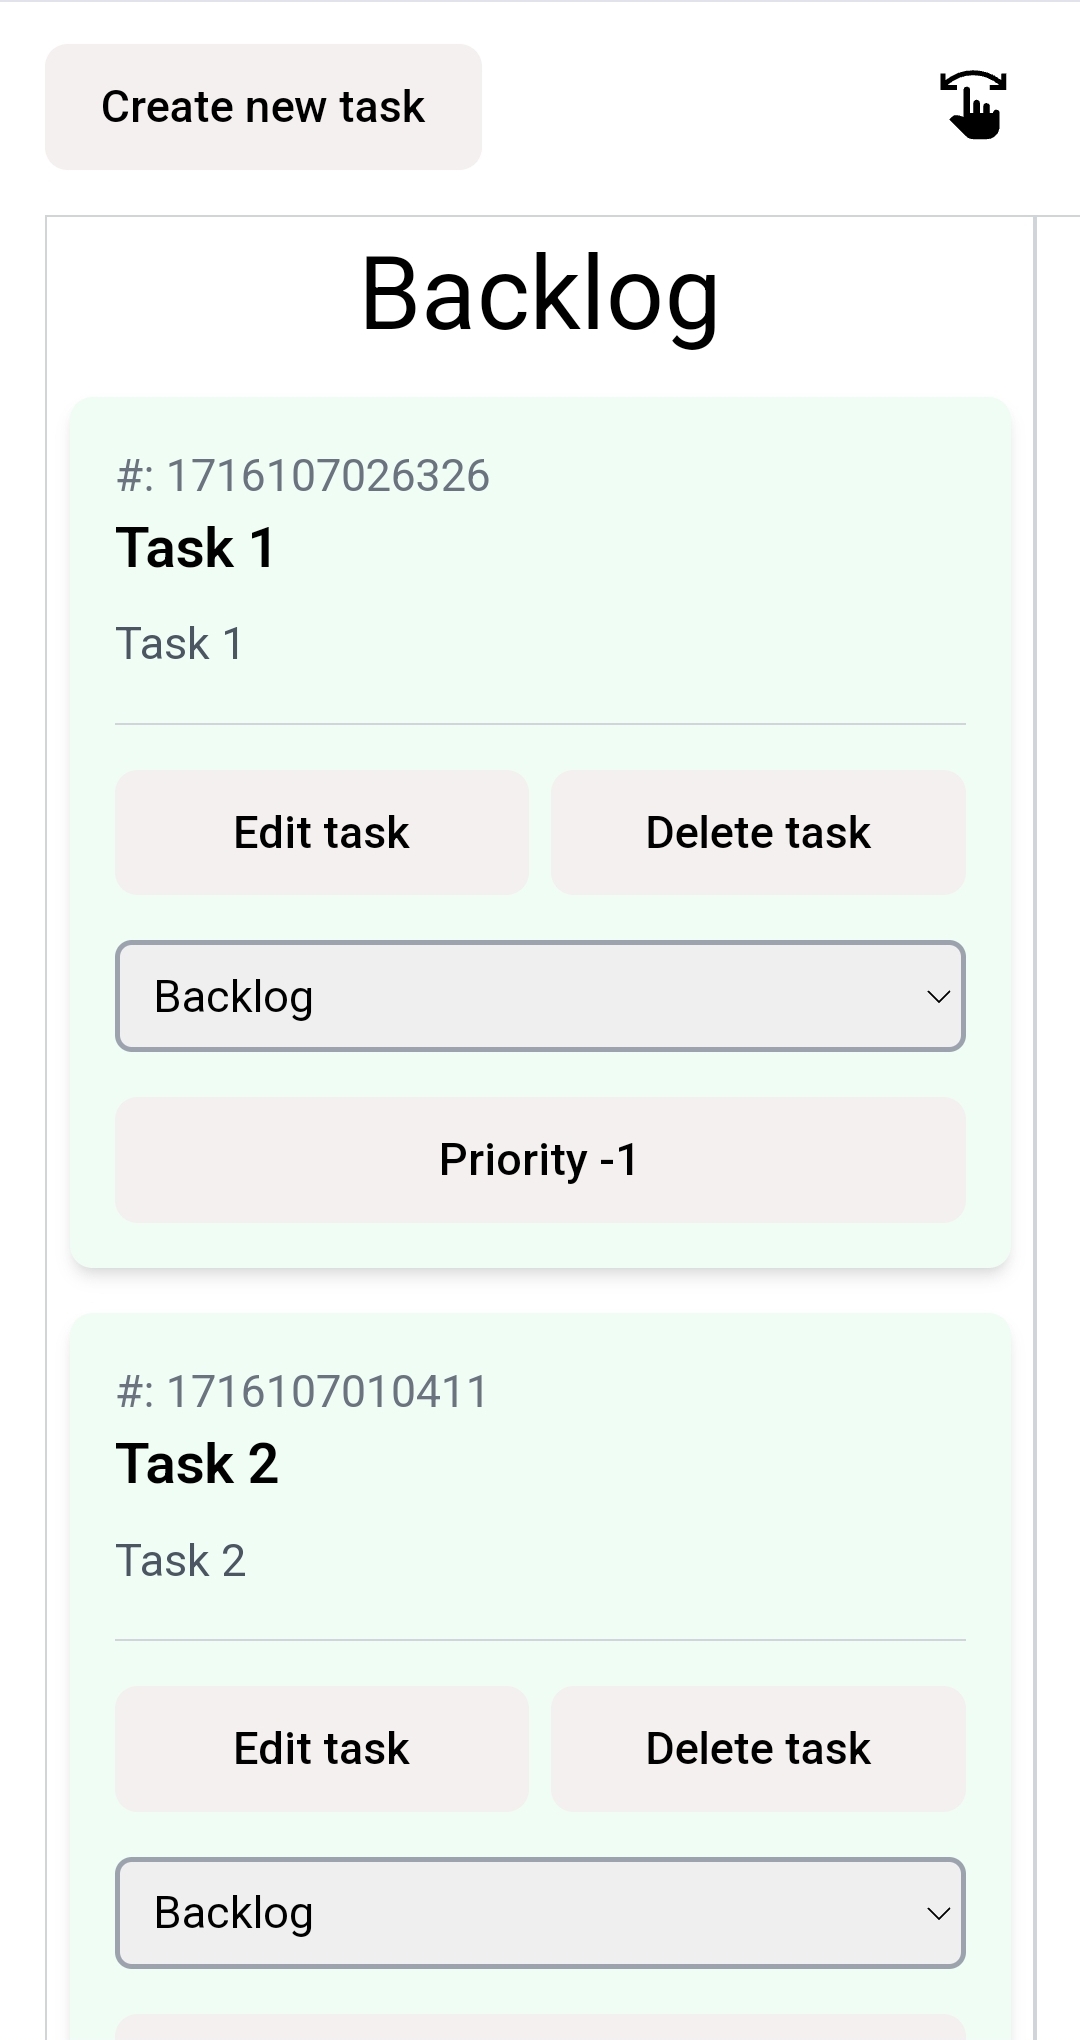 Create new task
Backlog
#: 1716107026326
Task 1
Task 1
Edit task
Delete task
Backlog
Priority -1
#: 1716107010411
Task 2
Task 2
Edit task
Delete task
Backlog